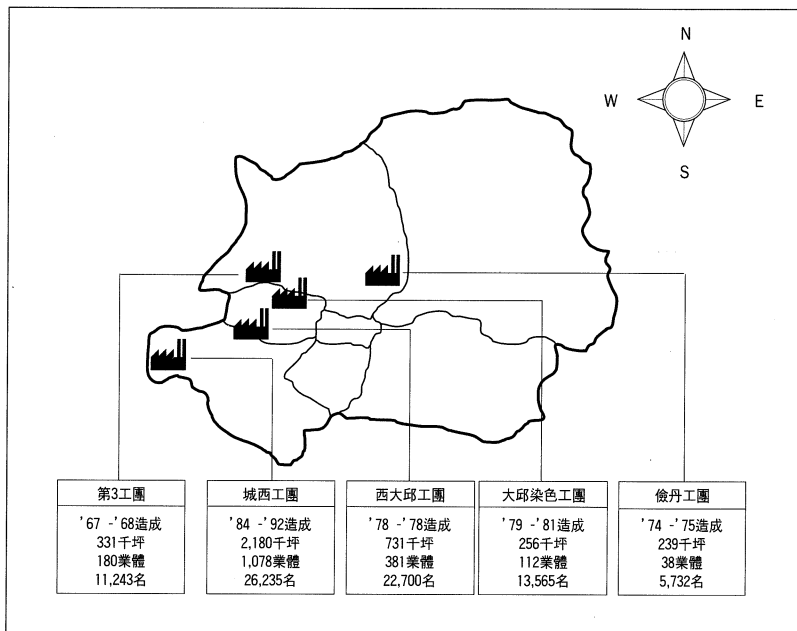 N
W
E
S
第3工團
'67 -'68造成
331千坪
180業體
11,243名
城西工團
'84 -'92造成
2,180千坪
1,078業體
26,235名
西大邱工團
'78 -'78造成
731千坪
381業體
22,700名
大邱染色工團
'79 -'81造成
256千坪
112業體
13,565名
儉丹工團
'74 -'75造成
239千坪
38業體
5,732名